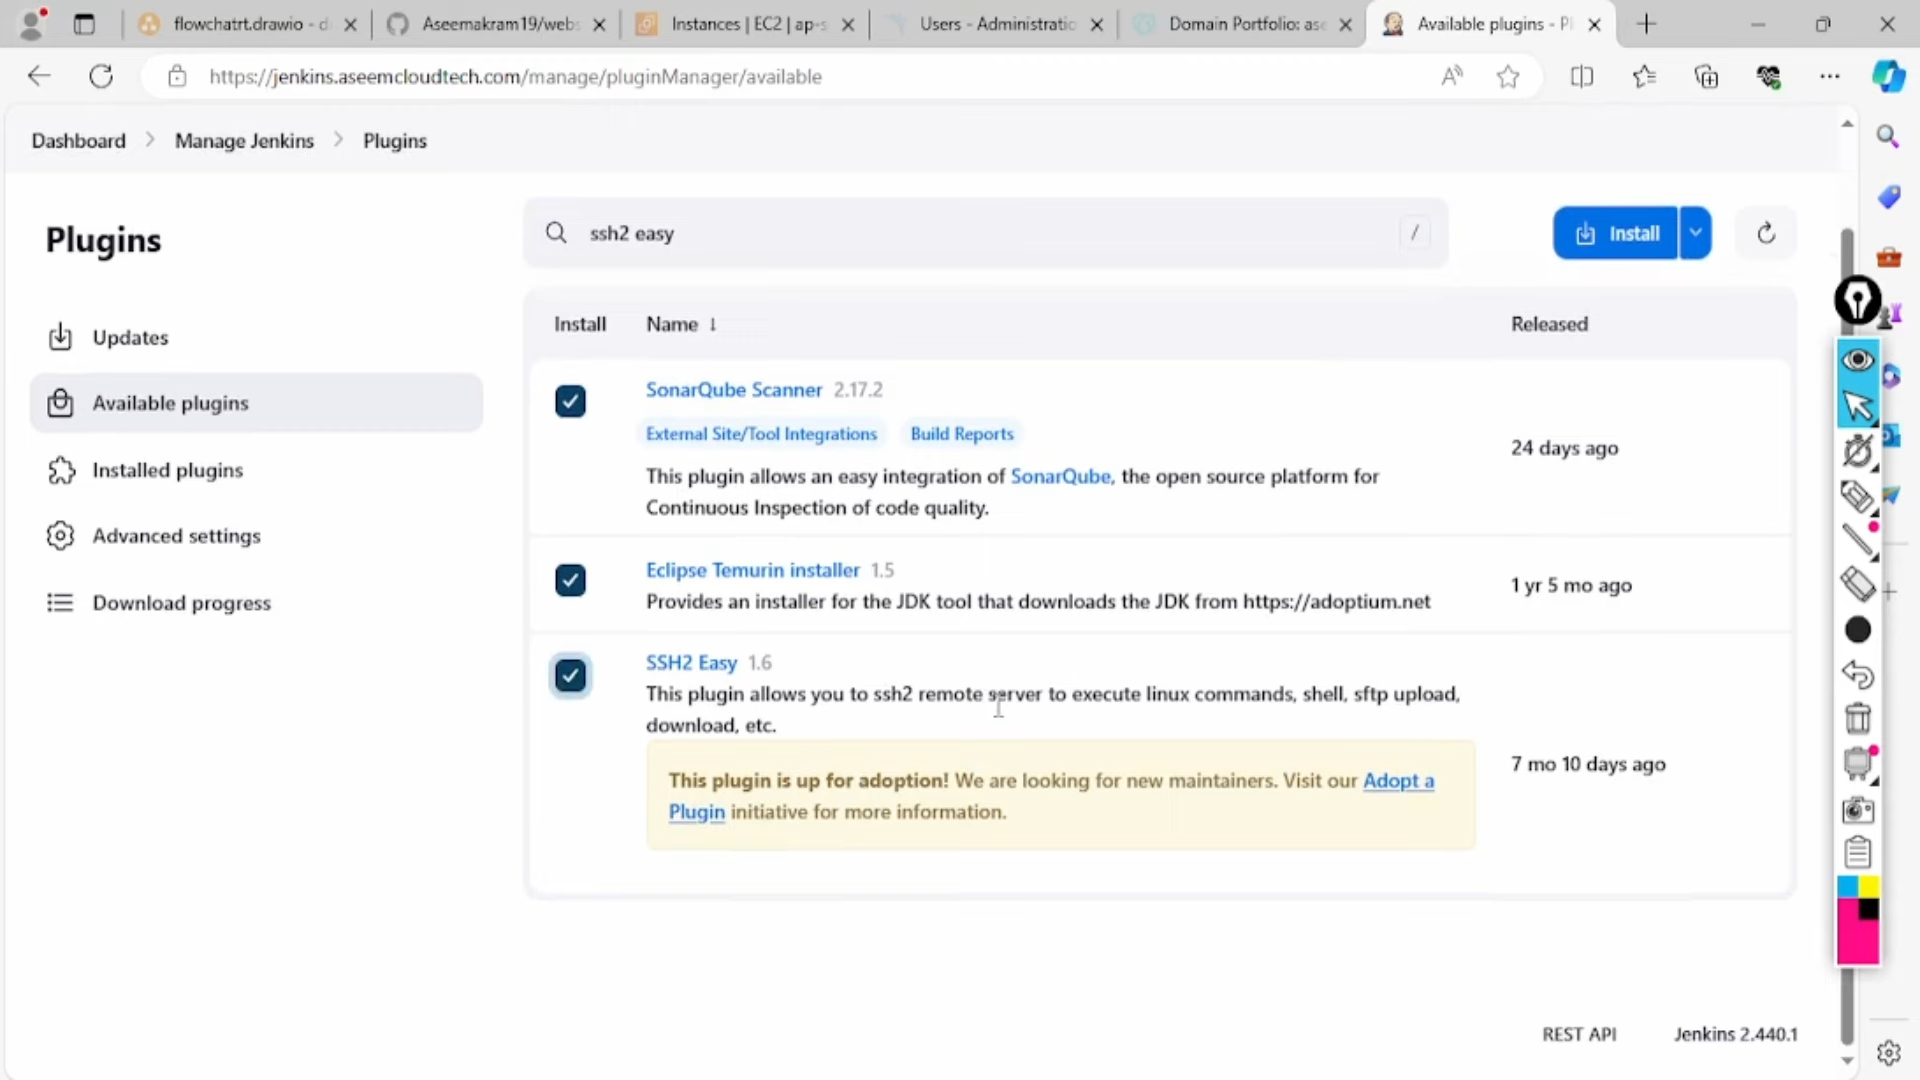 flowchatrt.drawio - d
Aseemakram19/webs
Instances | EC2 | ap-s
Users - Administratio
Domain Portfolio: ase
Available plugins - Pl
https://jenkins.aseemcloudtech.com/manage/pluginManager/available
Dashboard
Manage Jenkins
Plugins
Plugins
ssh2 easy
/
Install
Updates
Available plugins
Installed plugins
Advanced settings
Download progress
Install
Name ↓
Released
SonarQube Scanner 2.17.2
External Site/Tool Integrations
Build Reports
This plugin allows an easy integration of SonarQube, the open source platform for
Continuous Inspection of code quality.
24 days ago
Eclipse Temurin installer 1.5
Provides an installer for the JDK tool that downloads the JDK from https://adoptium.net
1 yr 5 mo ago
SSH2 Easy 1.6
This plugin allows you to ssh2 remote server to execute linux commands, shell, sftp upload,
download, etc.
This plugin is up for adoption! We are looking for new maintainers. Visit our Adopt a
Plugin initiative for more information.
7 mo 10 days ago
REST API
Jenkins 2.440.1